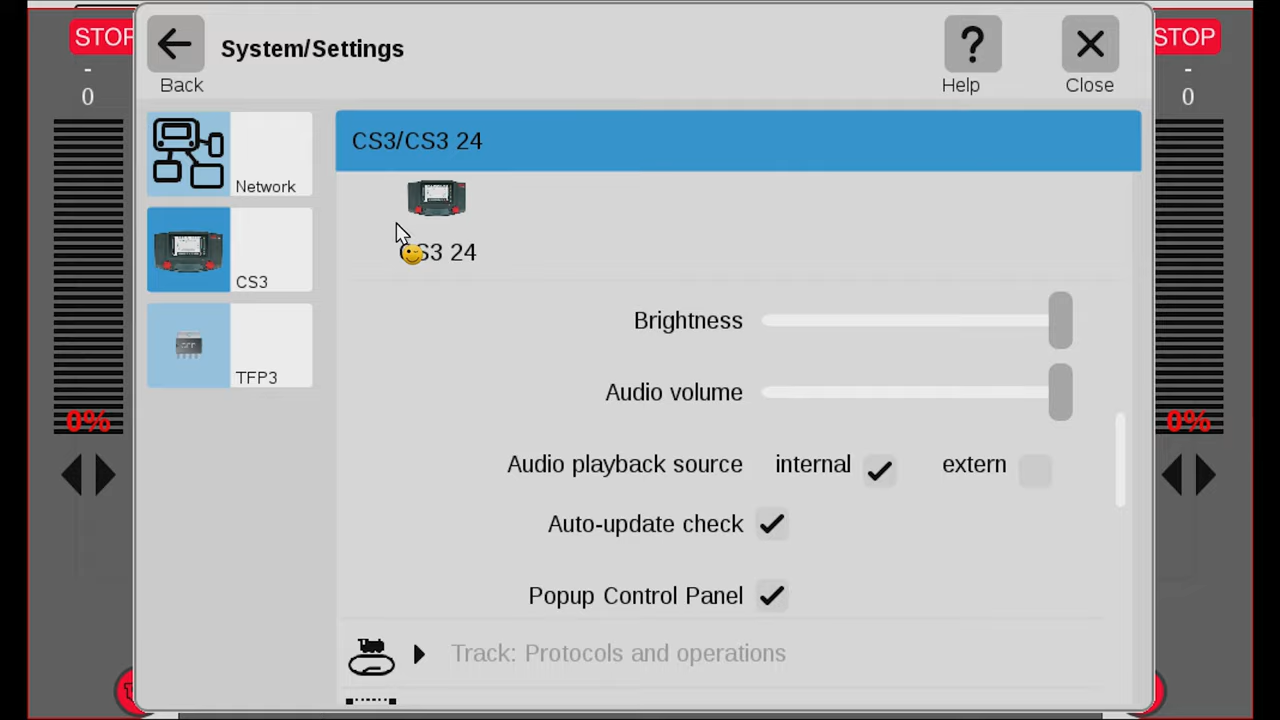 STOP
-
0
0%
Back
System/Settings
Help
Close
STOP
-
0
0%
Network
CS3
TFP3
CS3/CS3 24
CS3 24
Brightness
Audio volume
Audio playback source internal extern
Auto-update check
Popup Control Panel
Track: Protocols and operations